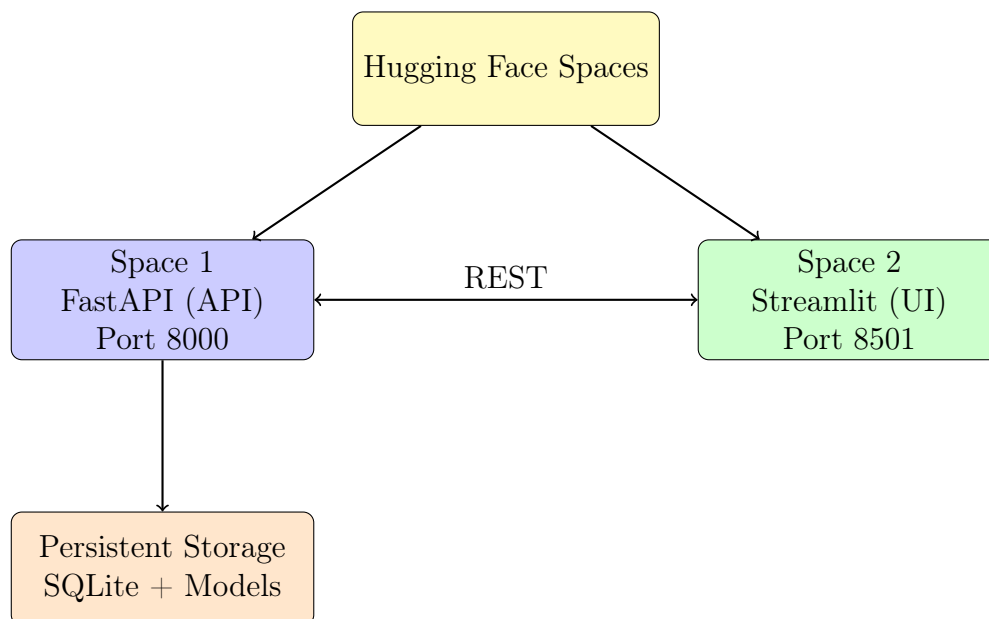 Hugging Face Spaces
Space 1
FastAPI (API)
Port 8000
REST
Space 2
Streamlit (UI)
Port 8501
Persistent Storage
SQLite + Models